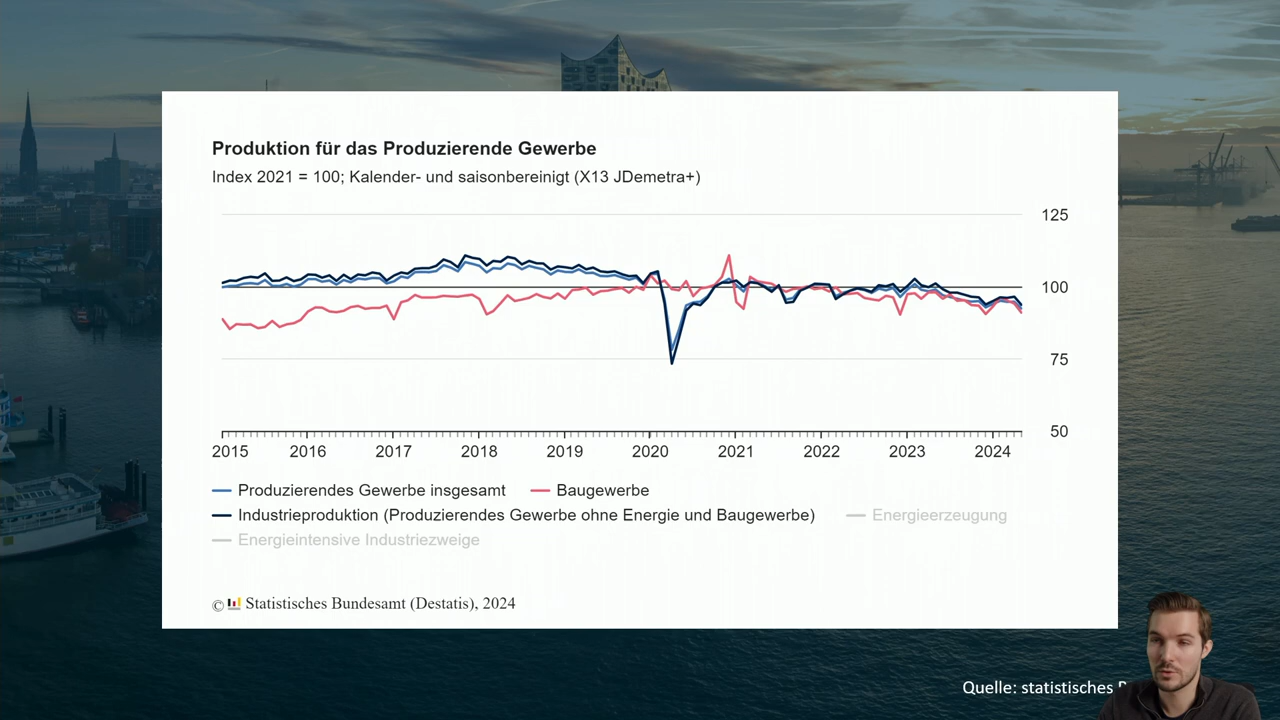 Produktion für das Produzierende Gewerbe
Index 2021 = 100; Kalender- und saisonbereinigt (X13 JDemetra+)
125
100
75
50
2015 2016 2017 2018 2019 2020 2021 2022 2023 2024
Produzierendes Gewerbe insgesamt Baugewerbe
Industrieproduktion (Produzierendes Gewerbe ohne Energie und Baugewerbe) Energieerzeugung
Energieintensive Industriezweige
© Statistisches Bundesamt (Destatis), 2024
Quelle: statistisches